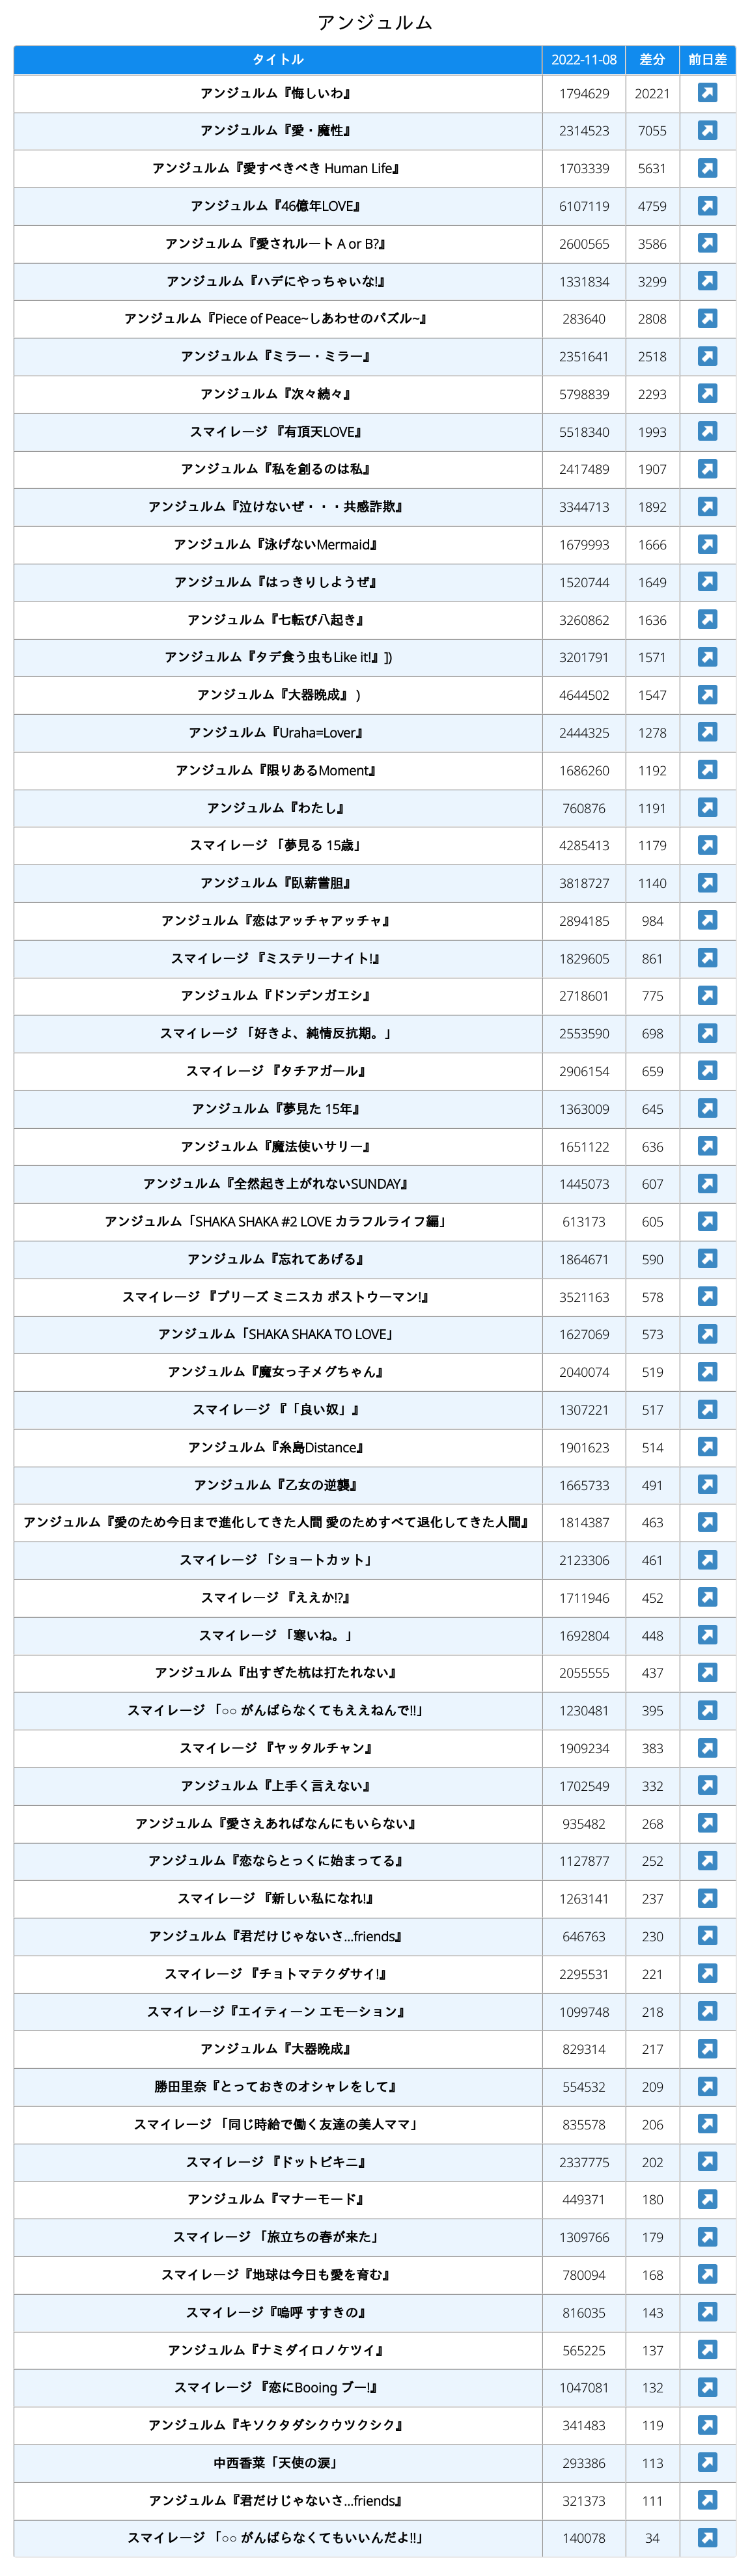 アンジュルム
タイトル 2022-11-08 差分 前日差
アンジュルム『悔しいわ』 1794629 20221
アンジュルム『愛・魔性』 2314523 7055
アンジュルム『愛すべきべき Human Life』 1703339 5631
アンジュルム『46億年LOVE』 6107119 4759
アンジュルム『愛されルート A or B?』 2600565 3586
アンジュルム『ハデにやっちゃいな!』 1331834 3299
アンジュルム『Piece of Peace~しあわせのパズル~』 283640 2808
アンジュルム『ミラー・ミラー』 2351641 2518
アンジュルム『次々続々』 5798839 2293
スマイレージ 『有頂天LOVE』 5518340 1993
アンジュルム『私を創るのは私』 2417489 1907
アンジュルム『泣けないぜ・・・共感詐欺』 3344713 1892
アンジュルム『泳げないMermaid』 1679993 1666
アンジュルム『はっきりしようぜ』 1520744 1649
アンジュルム『七転び八起き』 3260862 1636
アンジュルム『タデ食う虫もLike it!』]) 3201791 1571
アンジュルム『大器晩成』 ) 4644502 1547
アンジュルム『Uraha=Lover』 2444325 1278
アンジュルム『限りあるMoment』 1686260 1192
アンジュルム『わたし』 760876 1191
スマイレージ 「夢見る 15歳」 4285413 1179
アンジュルム『臥薪嘗胆』 3818727 1140
アンジュルム『恋はアッチャアッチャ』 2894185 984
スマイレージ 『ミステリーナイト!』 1829605 861
アンジュルム『ドンデンガエシ』 2718601 775
スマイレージ 「好きよ、純情反抗期。」 2553590 698
スマイレージ 『タチアガール』 2906154 659
アンジュルム『夢見た 15年』 1363009 645
アンジュルム『魔法使いサリー』 1651122 636
アンジュルム『全然起き上がれないSUNDAY』 1445073 607
アンジュルム「SHAKA SHAKA #2 LOVE カラフルライフ編」 613173 605
アンジュルム『忘れてあげる』 1864671 590
スマイレージ 『プリーズ ミニスカ ポストウーマン!』 3521163 578
アンジュルム「SHAKA SHAKA TO LOVE」 1627069 573
アンジュルム『魔女っ子メグちゃん』 2040074 519
スマイレージ 『「良い奴」』 1307221 517
アンジュルム『糸島Distance』 1901623 514
アンジュルム『乙女の逆襲』 1665733 491
アンジュルム『愛のため今日まで進化してきた人間 愛のためすべて退化してきた人間』 1814387 463
スマイレージ 「ショートカット」 2123306 461
スマイレージ 『ええか!?』 1711946 452
スマイレージ 「寒いね。」 1692804 448
アンジュルム『出すぎた杭は打たれない』 2055555 437
スマイレージ 「○○ がんばらなくてもええねんで!!」 1230481 395
スマイレージ 『ヤッタルチャン』 1909234 383
アンジュルム『上手く言えない』 1702549 332
アンジュルム『愛さえあればなんにもいらない』 935482 268
アンジュルム『恋ならとっくに始まってる』 1127877 252
スマイレージ 『新しい私になれ!』 1263141 237
アンジュルム『君だけじゃないさ...friends』 646763 230
スマイレージ 『チョトマテクダサイ!』 2295531 221
スマイレージ『エイティーン エモーション』 1099748 218
アンジュルム『大器晩成』 829314 217
勝田里奈『とっておきのオシャレをして』 554532 209
スマイレージ 「同じ時給で働く友達の美人ママ」 835578 206
スマイレージ 『ドットビキニ』 2337775 202
アンジュルム『マナーモード』 449371 180
スマイレージ 「旅立ちの春が来た」 1309766 179
スマイレージ『地球は今日も愛を育む』 780094 168
スマイレージ『嗚呼 すすきの』 816035 143
アンジュルム『ナミダイロノケツイ』 565225 137
スマイレージ 『恋にBooing ブー!』 1047081 132
アンジュルム『キソクタダシクウツクシク』 341483 119
中西香菜「天使の涙」 293386 113
アンジュルム『君だけじゃないさ...friends』 321373 111
スマイレージ 「○○ がんばらなくてもいいんだよ!!」 140078 34